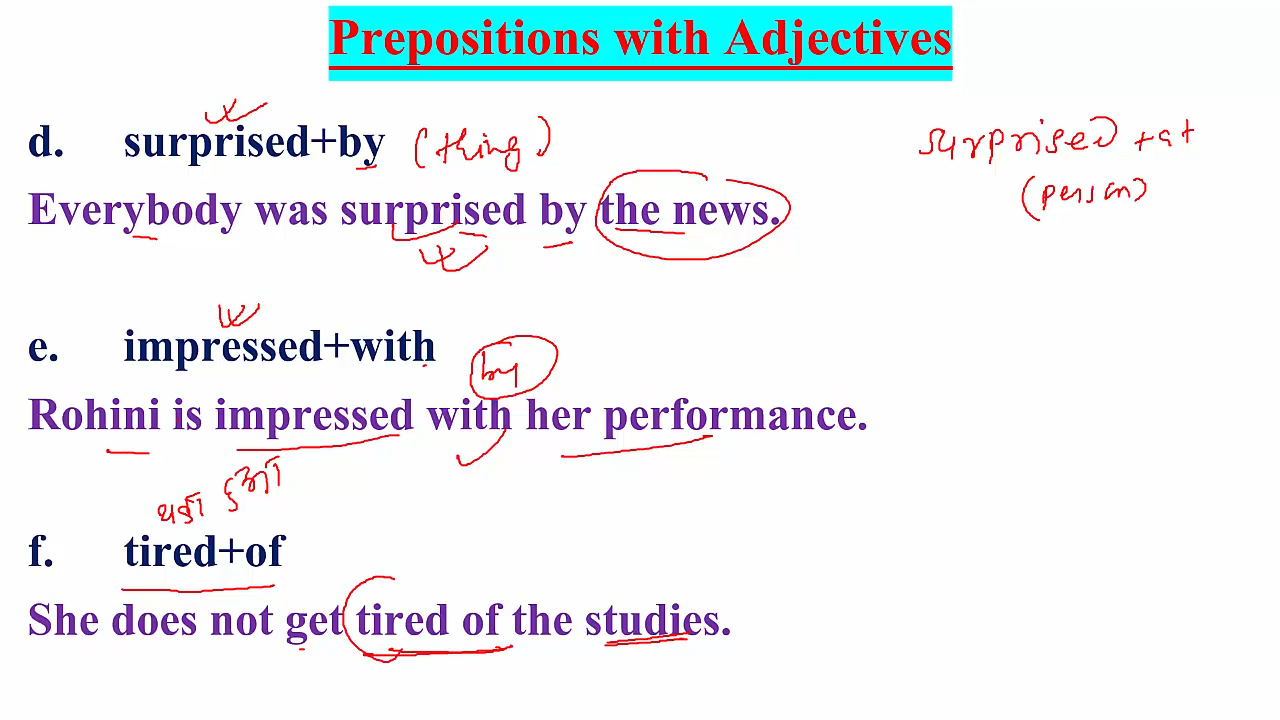 Prepositions with Adjectives
d. surprised+by (thing)
surprised +at
(person)
Everybody was surprised by the news.
e. impressed+with
by
Rohini is impressed with her performance.
थका हुआ
f. tired+of
She does not get tired of the studies.